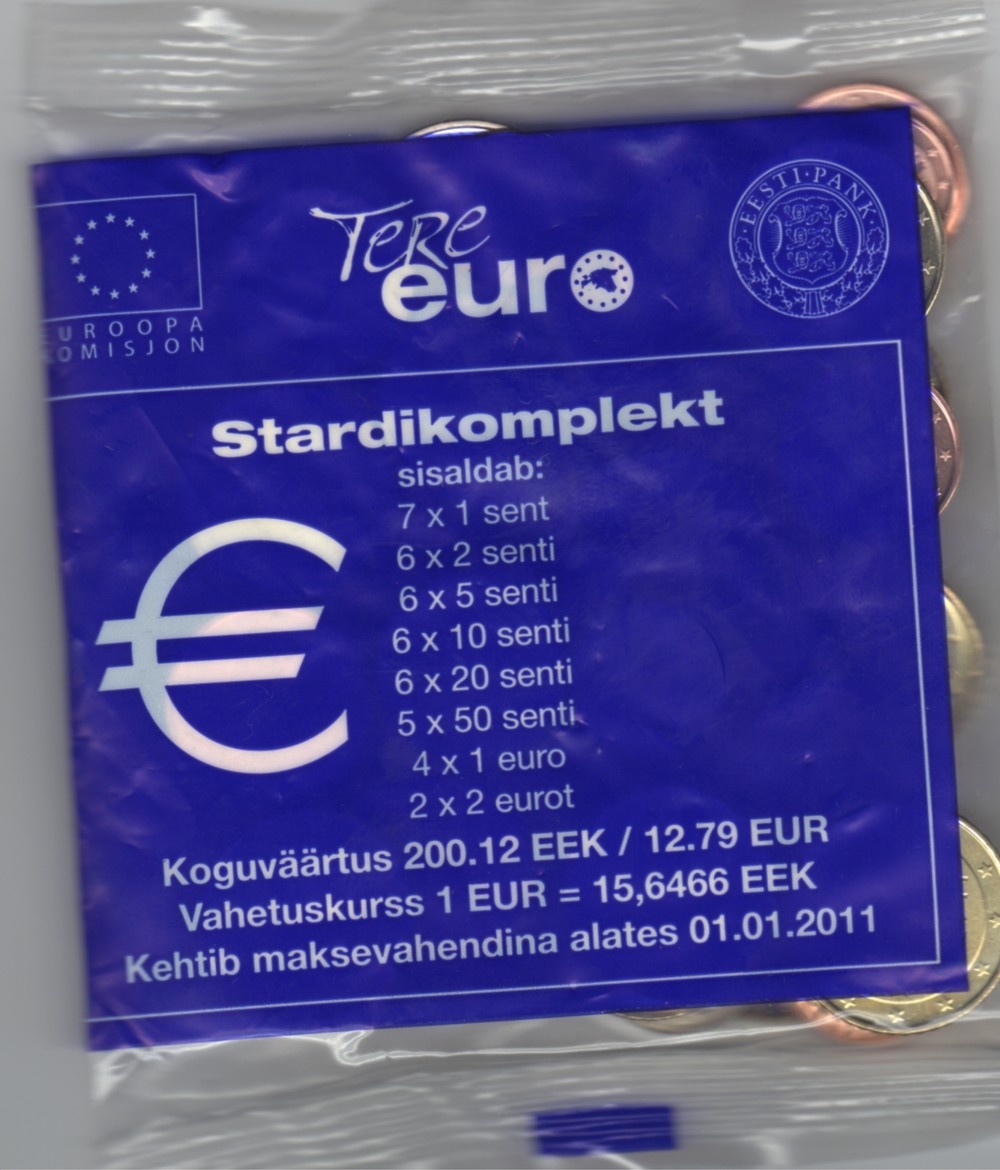 Tere
euro
EESTI·PANK
EUROOPA
KOMISJON
Stardikomplekt
sisaldab:
7 x 1 sent
6 x 2 senti
6 x 5 senti
6 x 10 senti
6 x 20 senti
5 x 50 senti
4 x 1 euro
2 x 2 eurot
Koguväärtus 200.12 EEK / 12.79 EUR
Vahetuskurss 1 EUR = 15,6466 EEK
Kehtib maksevahendina alates 01.01.2011
€